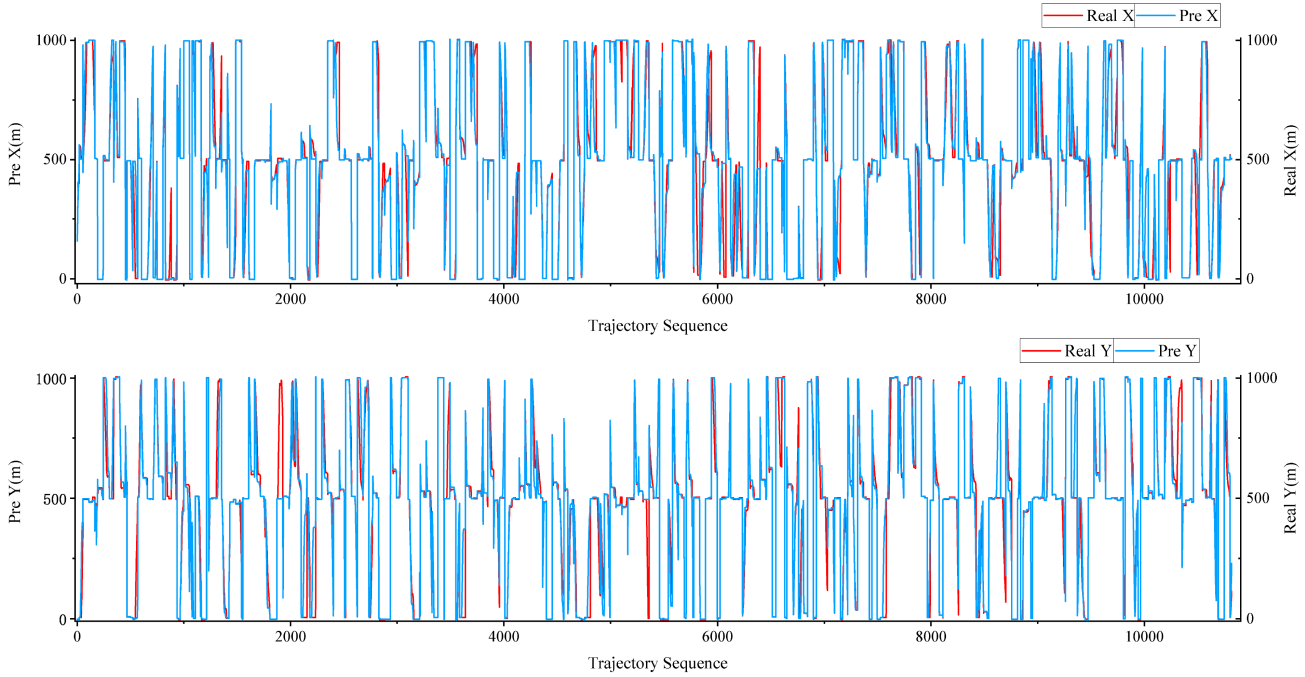 Real X Pre X
1000 1000
Pre X(m) 500 500 Real X(m)
0 0
0 2000 4000 6000 8000 10000
Trajectory Sequence
Real Y Pre Y
1000 1000
Pre Y(m) 500 500 Real Y(m)
0 0
0 2000 4000 6000 8000 10000
Trajectory Sequence